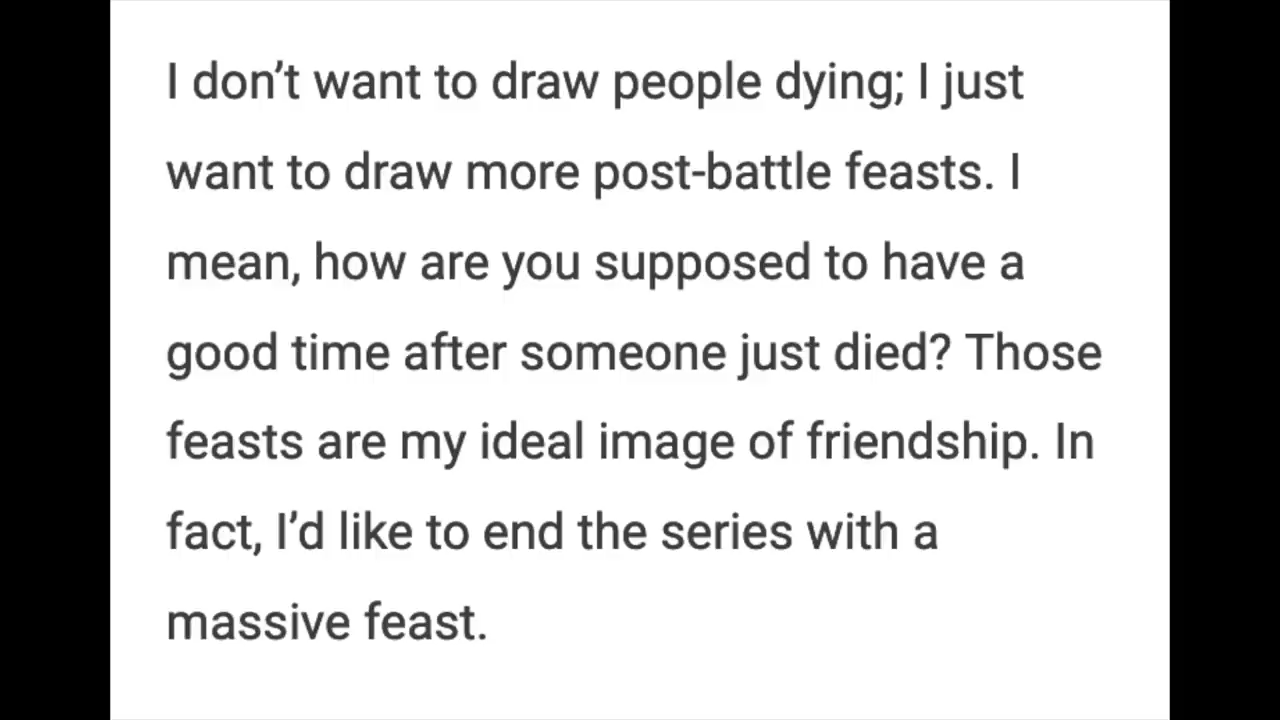 I don’t want to draw people dying; I just
want to draw more post-battle feasts. I
mean, how are you supposed to have a
good time after someone just died? Those
feasts are my ideal image of friendship. In
fact, I’d like to end the series with a
massive feast.